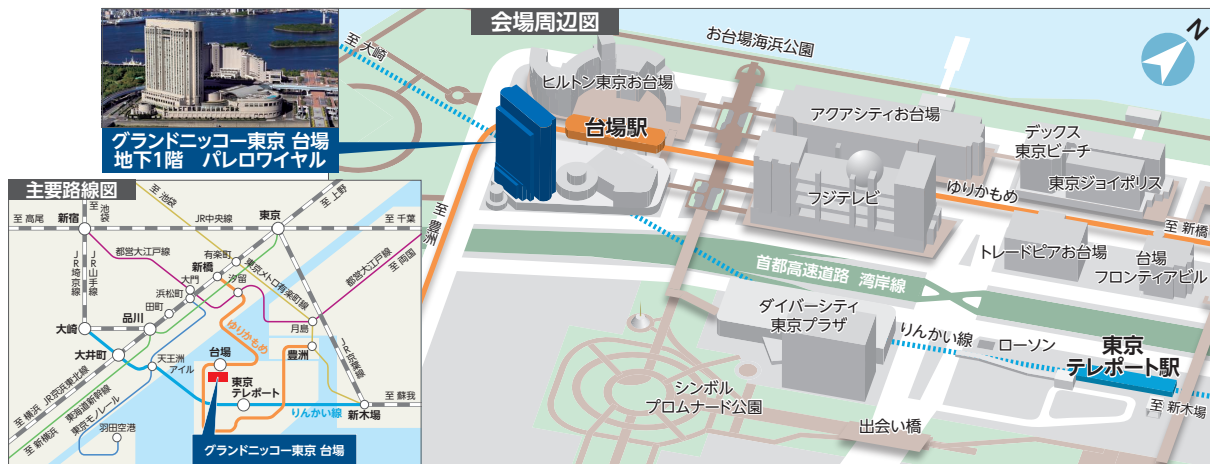 会場周辺図
N
至 大崎
お台場海浜公園
ヒルトン東京お台場
アクアシティお台場
台場駅
デックス
東京ビーチ
東京ジョイポリス
グランドニッコー東京 台場
地下1階 パレロワイヤル
フジテレビ
ゆりかもめ
至 新橋
至 豊洲
トレードピアお台場
台場
フロンティアビル
首都高速道路 湾岸線
ダイバーシティ
東京プラザ
りんかい線
ローソン
東京
テレポート駅
至 新木場
シンボル
プロムナード公園
出会い橋
主要路線図
至 池袋
至 池袋
至 上野
至 高尾
新宿
JR中央線
東京
至 千葉
都営大江戸線
有楽町
新橋
汐留
東京メトロ有楽町線
都営大江戸線
至 両国
JR山手線
JR埼京線
大門
浜松町
田町
品川
大崎
大井町
ゆりかもめ
月島
豊洲
JR京葉線
天王洲
アイル
台場
東京
テレポート
りんかい線
新木場
至 蘇我
至 横浜
JR京浜東北線
至 新横浜
東海道新幹線
東京モノレール
羽田空港
グランドニッコー東京 台場